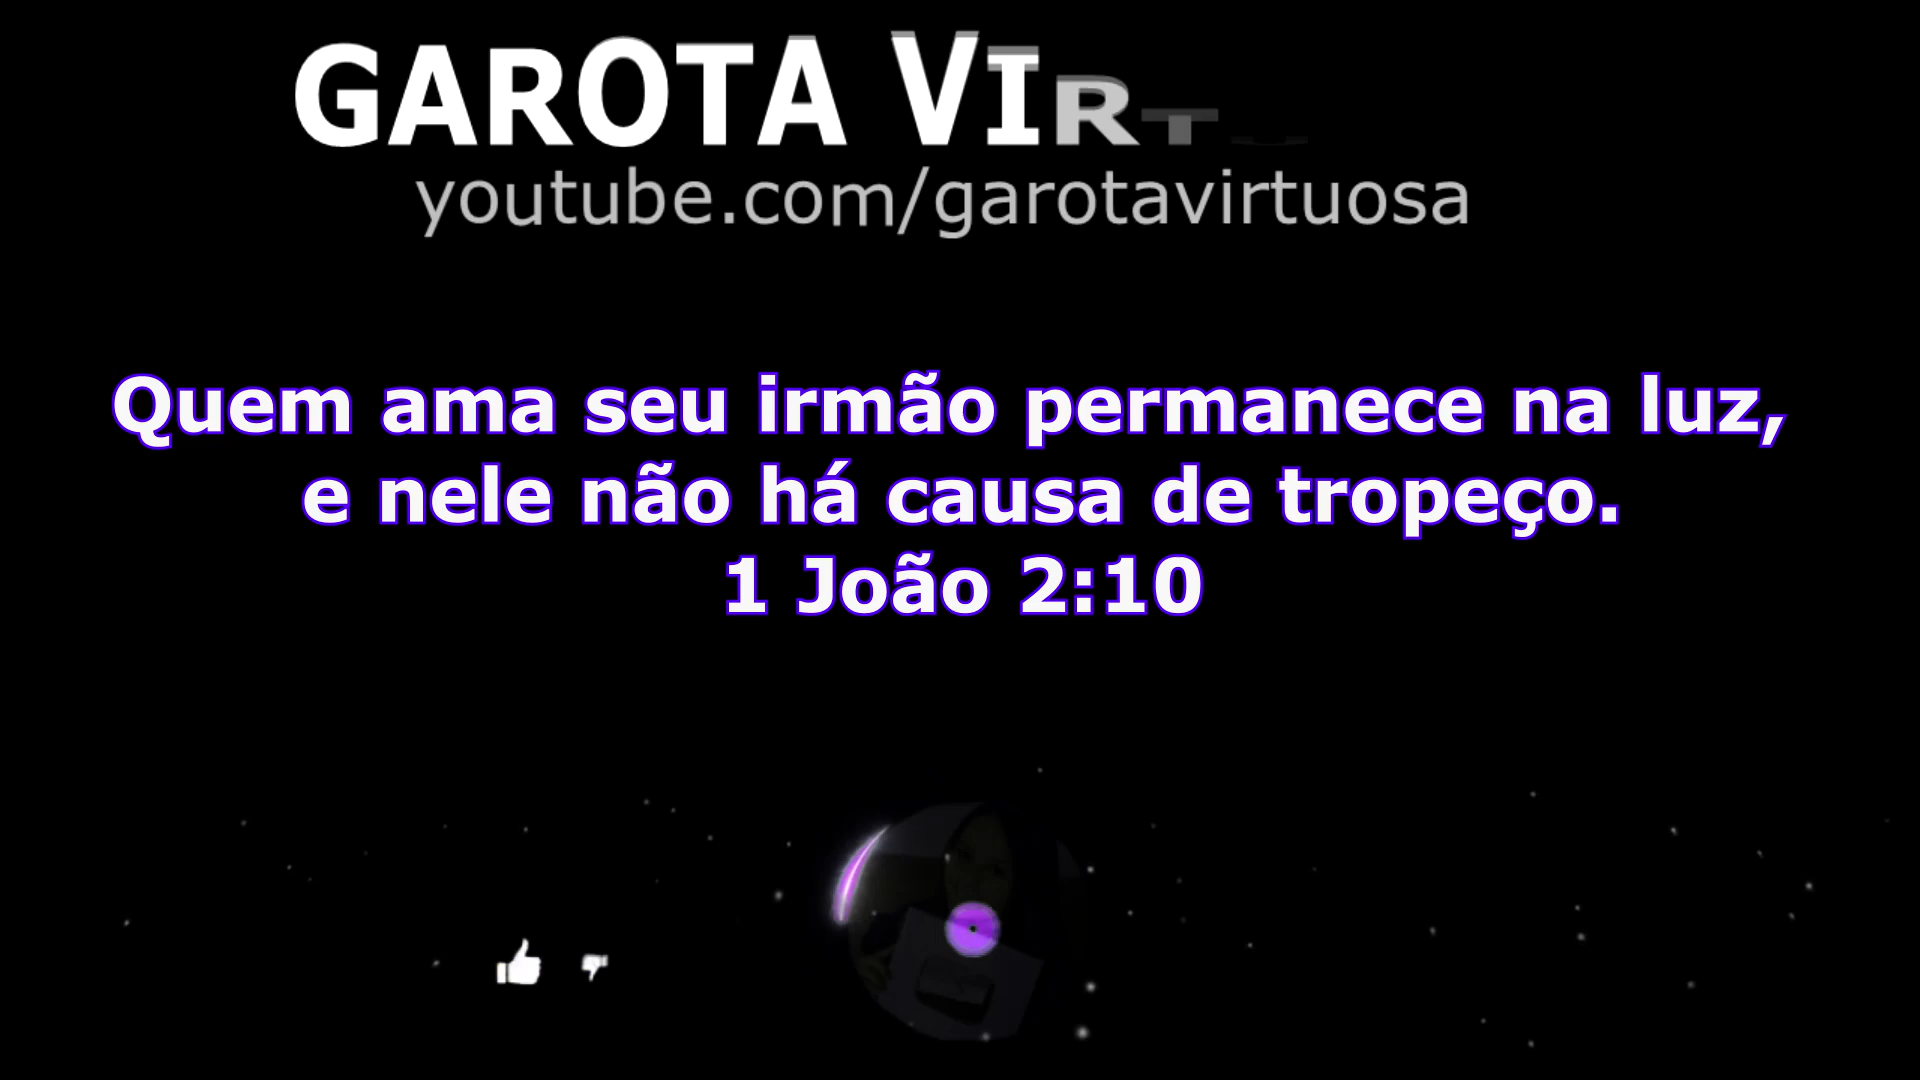 GAROTA VIRT
youtube.com/garotavirtuosa
Quem ama seu irmão permanece na luz,
e nele não há causa de tropeço.
1 João 2:10